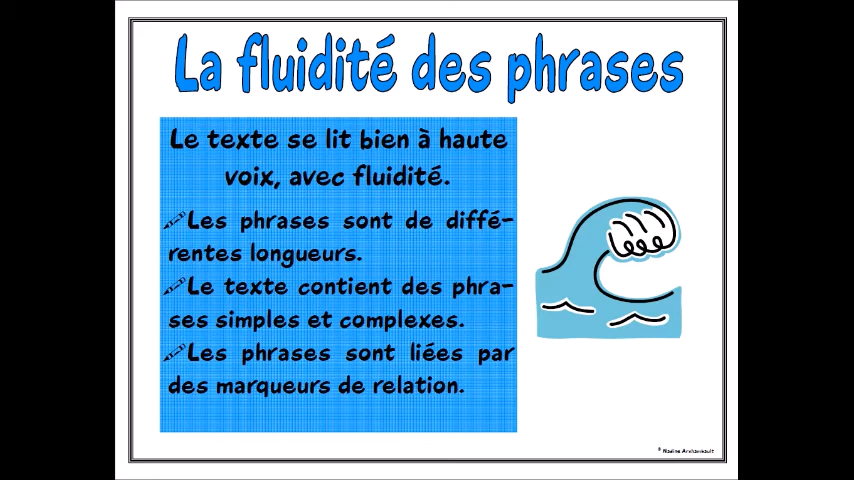 La fluidité des phrases
Le texte se lit bien à haute
voix, avec fluidité.
Les phrases sont de diffé-
rentes longueurs.
Le texte contient des phra-
ses simples et complexes.
Les phrases sont liées par
des marqueurs de relation.
© Nadine Archambault